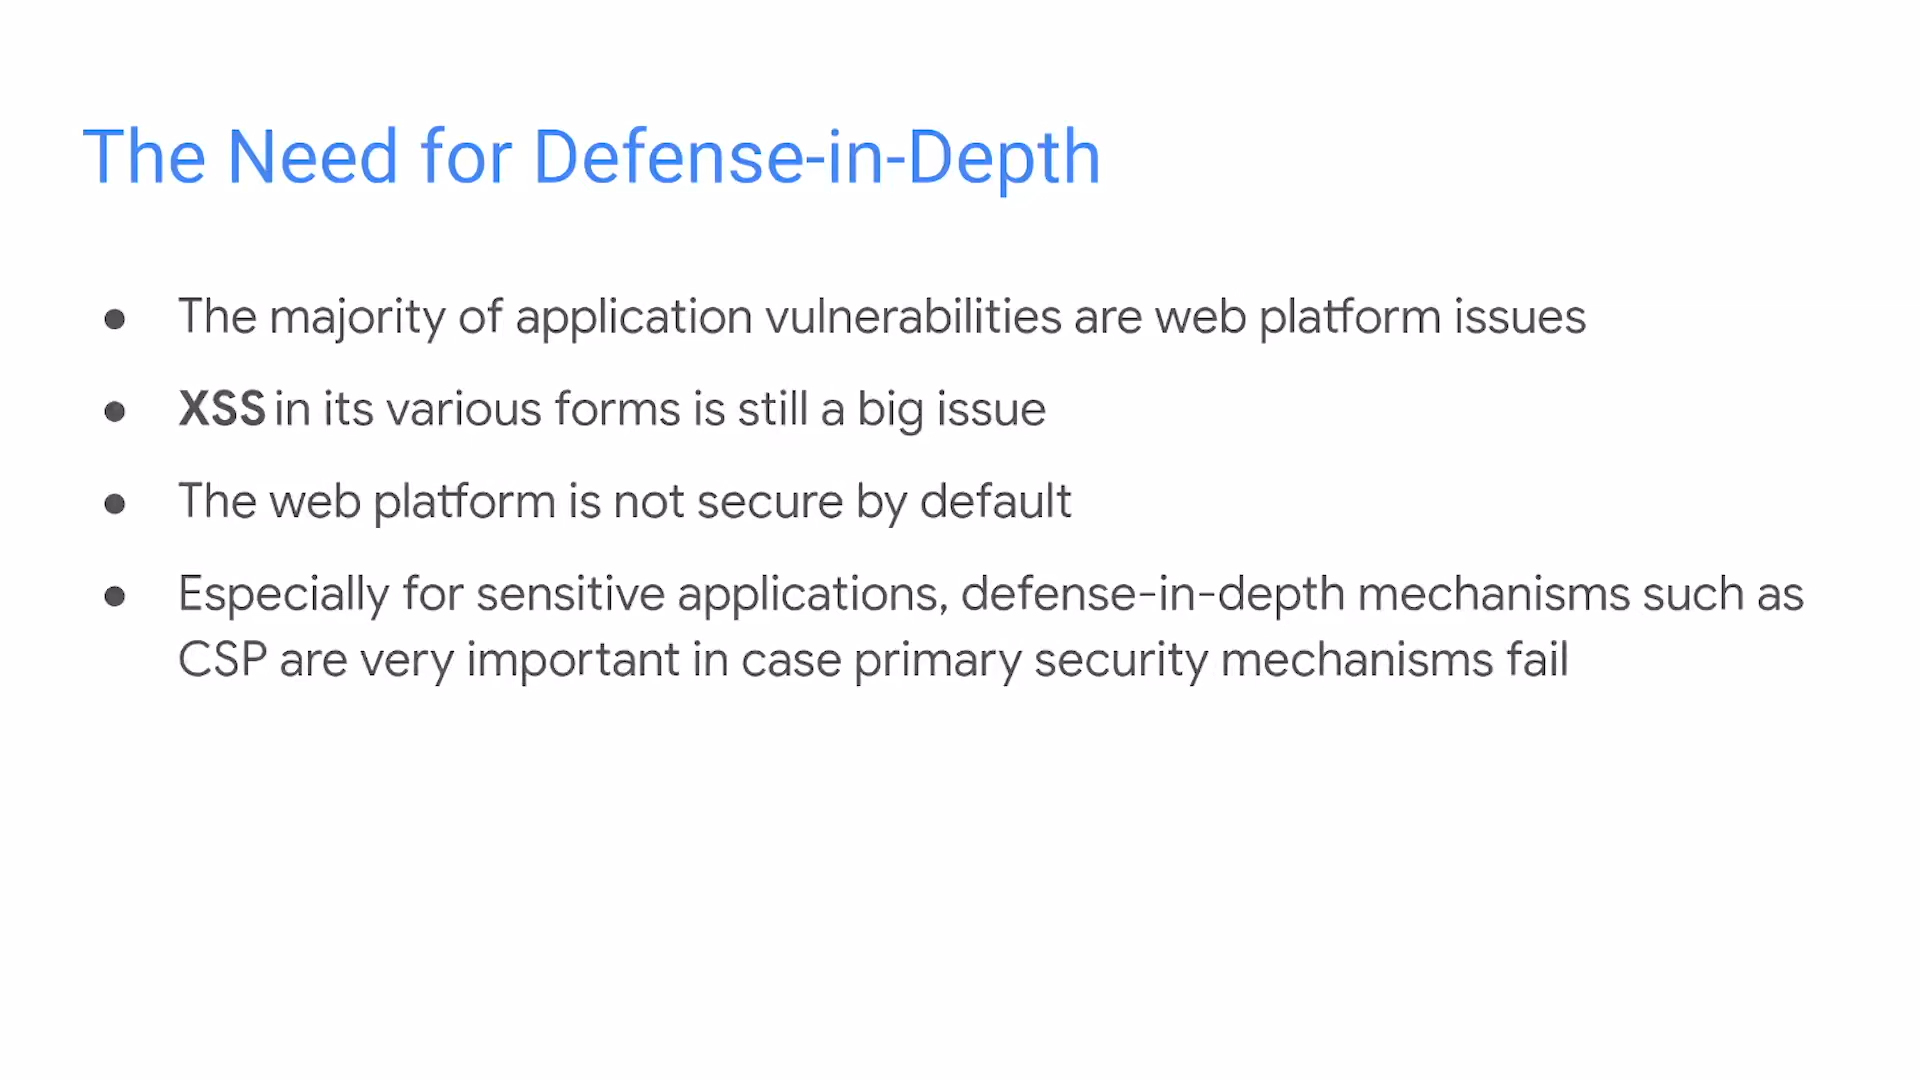 The Need for Defense-in-Depth
● The majority of application vulnerabilities are web platform issues
● XSS in its various forms is still a big issue
● The web platform is not secure by default
● Especially for sensitive applications, defense-in-depth mechanisms such as
CSP are very important in case primary security mechanisms fail